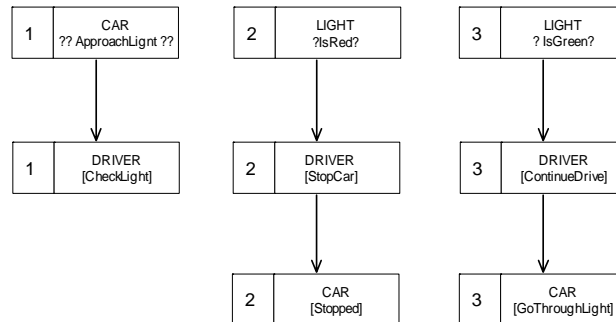 1 CAR
?? ApproachLignt ??
2 LIGHT
?IsRed?
3 LIGHT
? IsGreen?
1 DRIVER
[CheckLight]
2 DRIVER
[StopCar]
3 DRIVER
[ContinueDrive]
2 CAR
[Stopped]
3 CAR
[GoThroughLight]